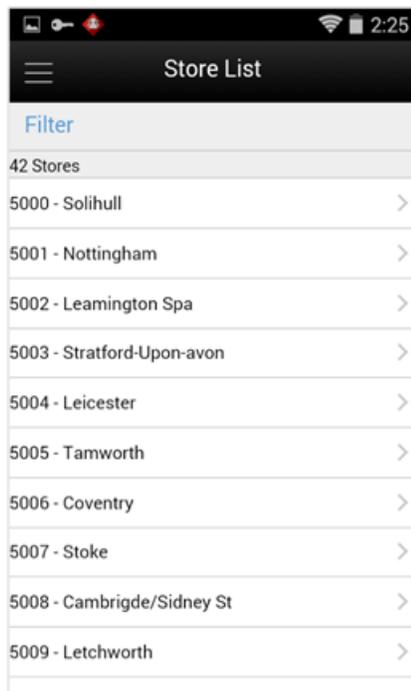 2:25
Store List
Filter
42 Stores
5000 - Solihull
5001 - Nottingham
5002 - Leamington Spa
5003 - Stratford-Upon-avon
5004 - Leicester
5005 - Tamworth
5006 - Coventry
5007 - Stoke
5008 - Cambrigde/Sidney St
5009 - Letchworth